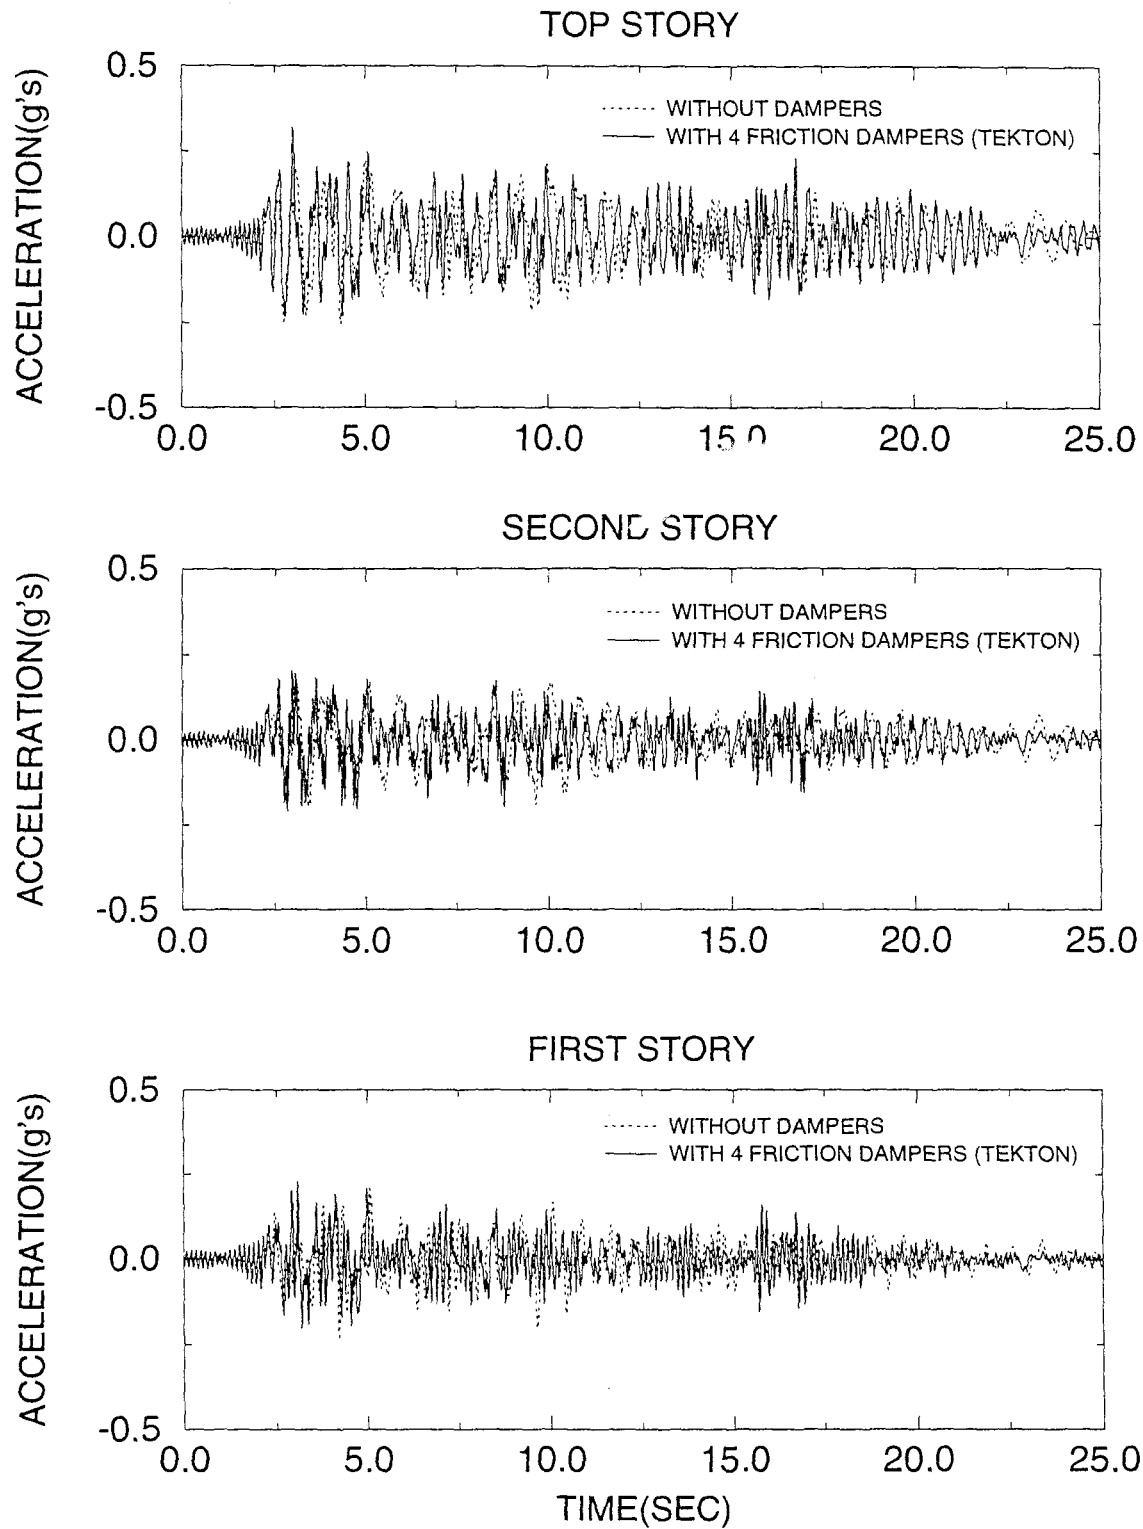 TOP STORY
ACCELERATION(g's)
0.5
0.0
-0.5
WITHOUT DAMPERS
WITH 4 FRICTION DAMPERS (TEKTON)
0.0 5.0 10.0 15.0 20.0 25.0
SECOND STORY
ACCELERATION(g's)
0.5
0.0
-0.5
WITHOUT DAMPERS
WITH 4 FRICTION DAMPERS (TEKTON)
0.0 5.0 10.0 15.0 20.0 25.0
FIRST STORY
ACCELERATION(g's)
0.5
0.0
-0.5
WITHOUT DAMPERS
WITH 4 FRICTION DAMPERS (TEKTON)
0.0 5.0 10.0 15.0 20.0 25.0
TIME(SEC)